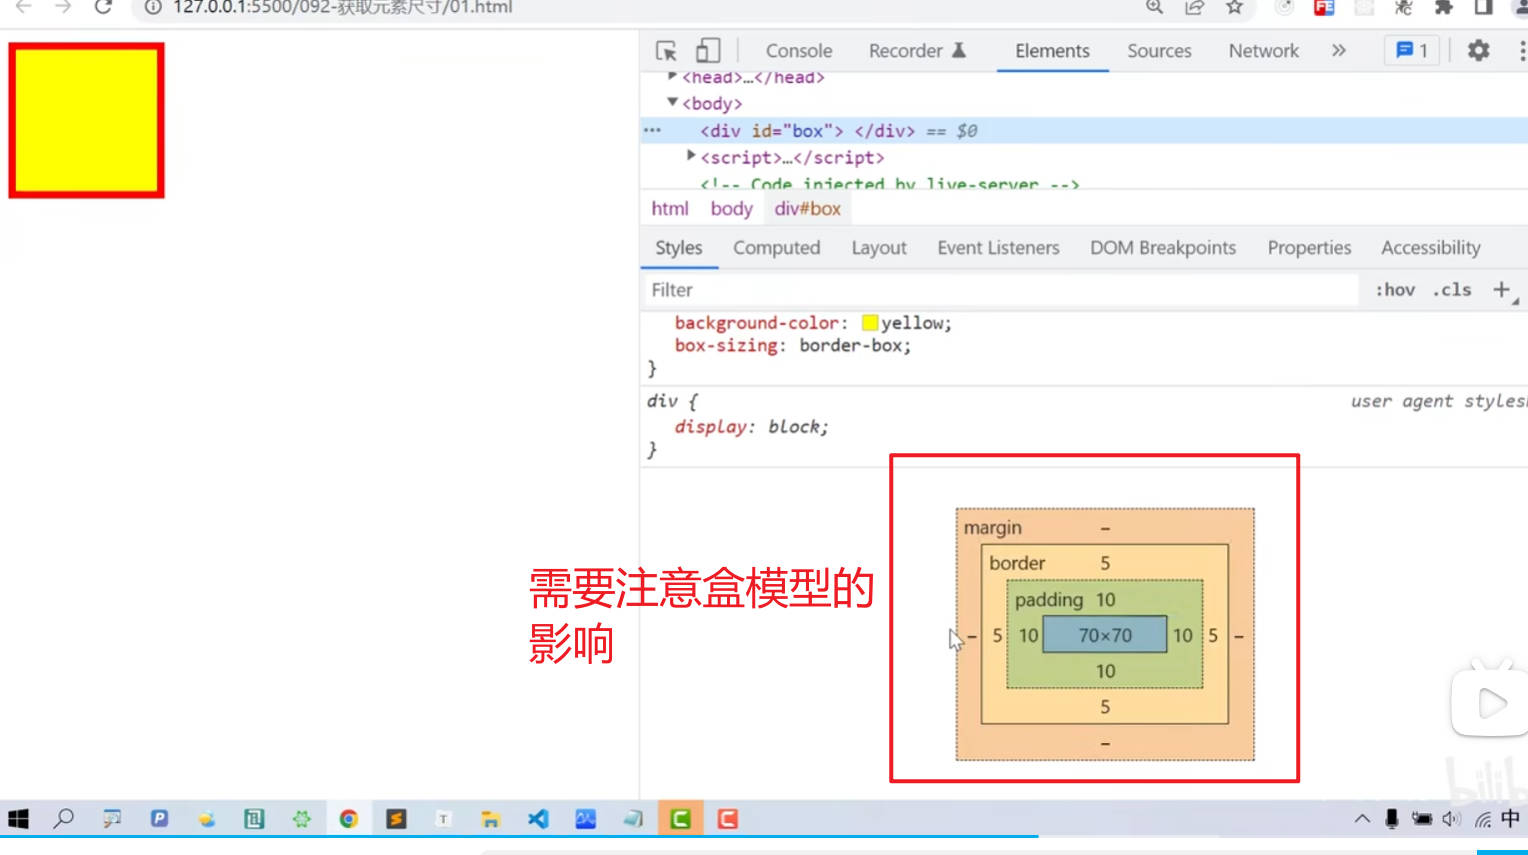 127.0.0.1:5500/092-获取元素尺寸/01.html
Console Recorder Elements Sources Network » 1
<head>…</head>
<body>
··· <div id="box"> </div> == $0
<script>…</script>
<!-- Code injected by live-server -->
html body div#box
Styles Computed Layout Event Listeners DOM Breakpoints Properties Accessibility
Filter :hov .cls +
background-color: yellow;
box-sizing: border-box;
}
div { user agent styles
display: block;
}
margin –
border 5
padding 10
– 5 10 70×70 10 5 –
10
5
–
需要注意盒模型的
影响
bilib
中